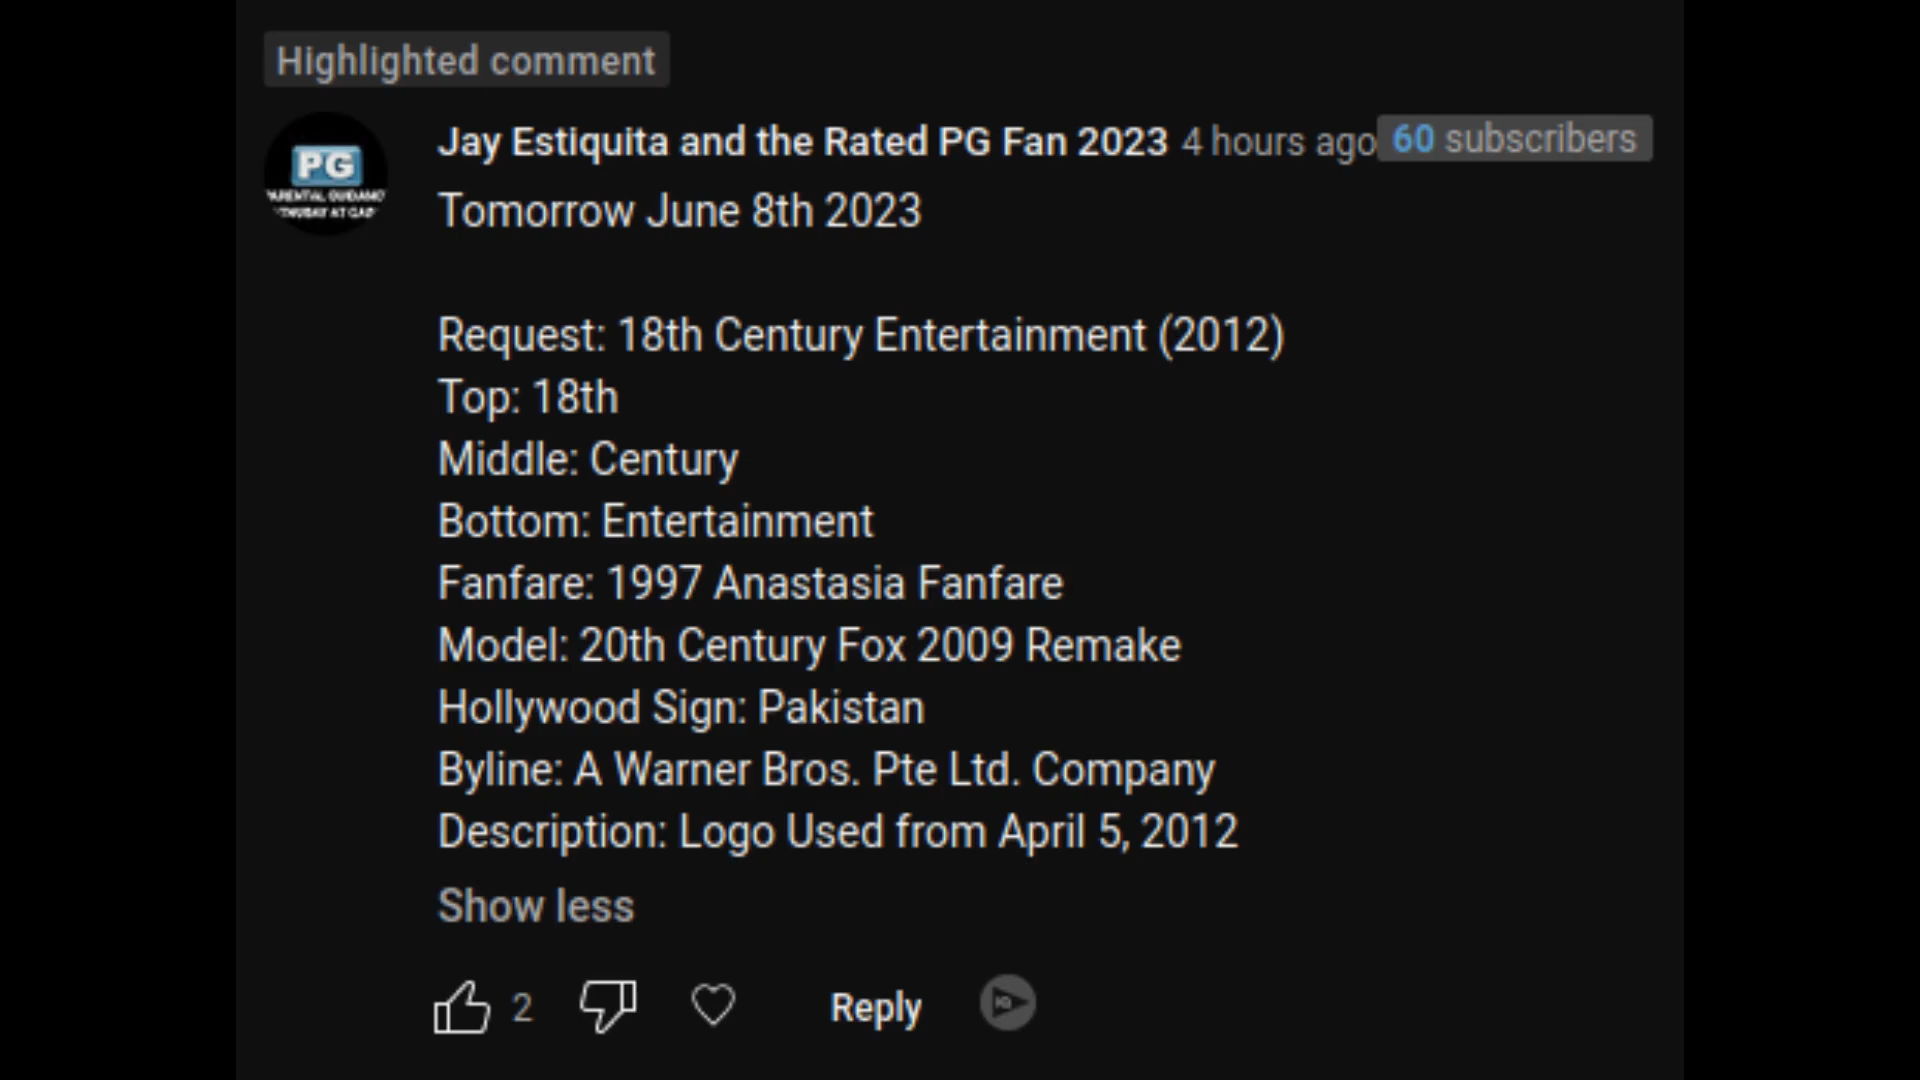 Highlighted comment
Jay Estiquita and the Rated PG Fan 2023 4 hours ago 60 subscribers
PG
Tomorrow June 8th 2023
Request: 18th Century Entertainment (2012)
Top: 18th
Middle: Century
Bottom: Entertainment
Fanfare: 1997 Anastasia Fanfare
Model: 20th Century Fox 2009 Remake
Hollywood Sign: Pakistan
Byline: A Warner Bros. Pte Ltd. Company
Description: Logo Used from April 5, 2012
Show less
2 Reply